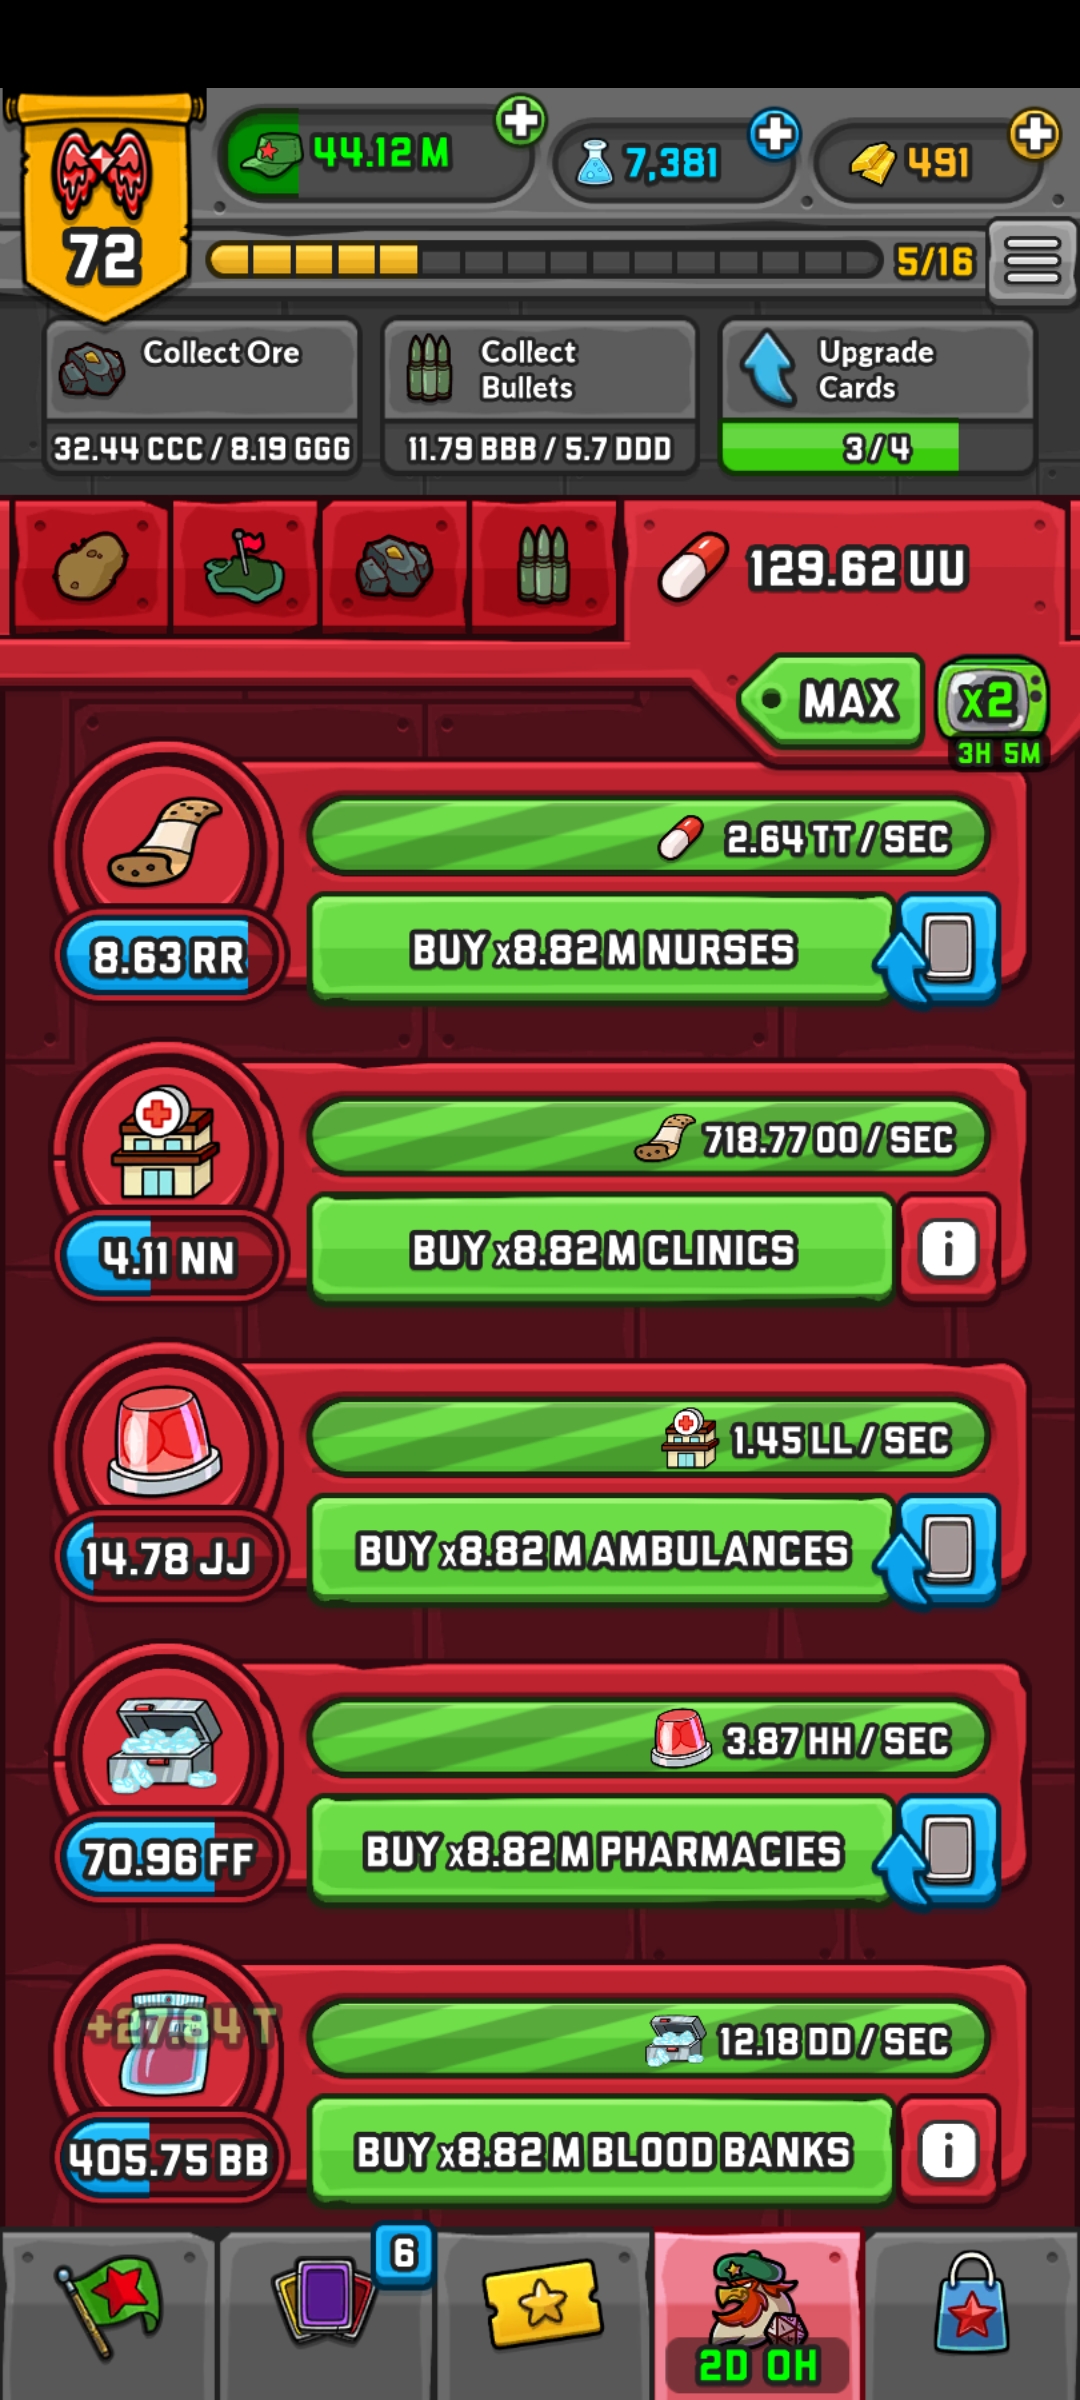 44.12 M
7,381
491
72
5/16
Collect Ore
32.44 CCC / 8.19 GGG
Collect
Bullets
11.79 BBB / 5.7 DDD
Upgrade
Cards
3/4
129.62 UU
MAX
x2
3H 5M
2.64 TT / SEC
8.63 RR
BUY x8.82 M NURSES
718.77 OO / SEC
4.11 NN
BUY x8.82 M CLINICS
i
1.45 LL / SEC
14.78 JJ
BUY x8.82 M AMBULANCES
3.87 HH / SEC
70.96 FF
BUY x8.82 M PHARMACIES
+27.84 T
12.18 DD / SEC
405.75 BB
BUY x8.82 M BLOOD BANKS
i
6
2D 0H